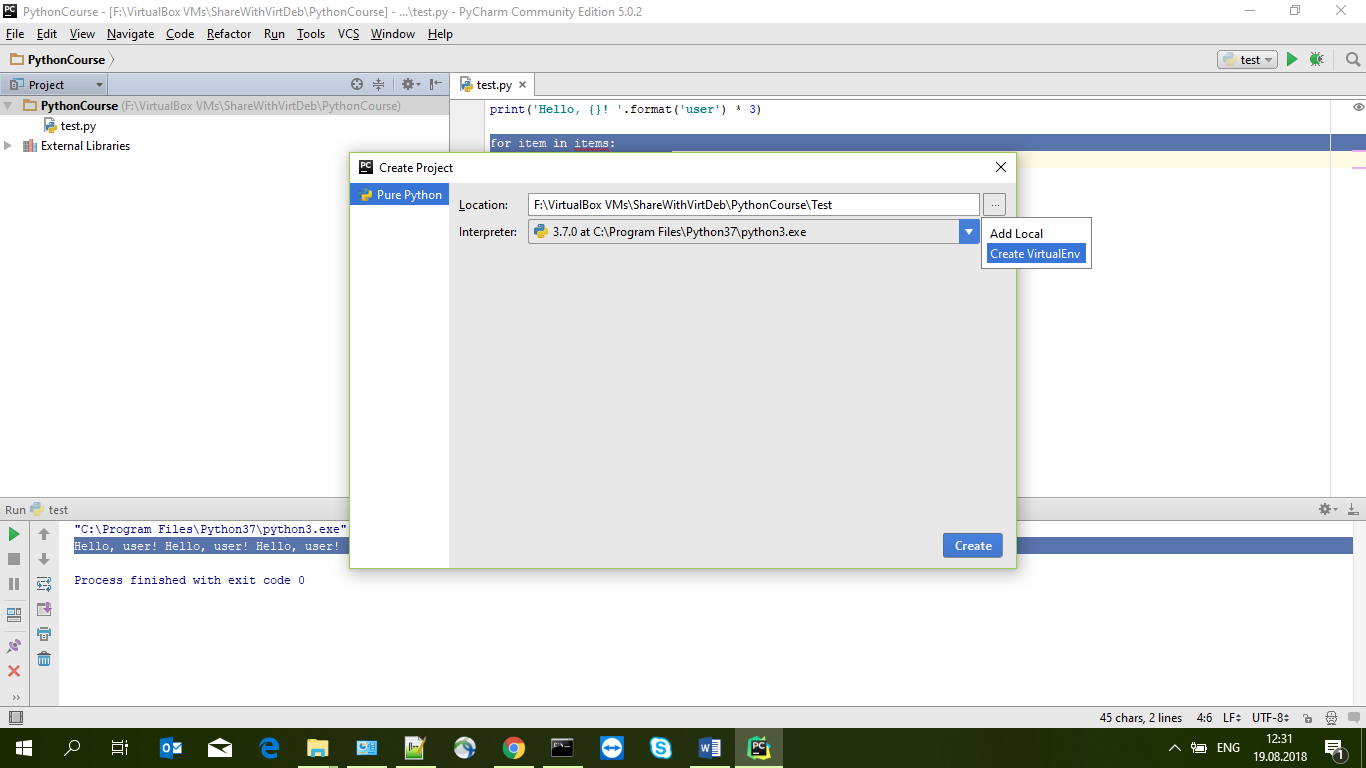 PythonCourse - [F:\VirtualBox VMs\ShareWithVirtDeb\PythonCourse] - ...\test.py - PyCharm Community Edition 5.0.2
File Edit View Navigate Code Refactor Run Tools VCS Window Help
PythonCourse
test
Project
test.py
PythonCourse (F:\VirtualBox VMs\ShareWithVirtDeb\PythonCourse)
test.py
External Libraries
print('Hello, {}! '.format('user') * 3)
for item in items:
Create Project
Pure Python
Location: F:\VirtualBox VMs\ShareWithVirtDeb\PythonCourse\Test ...
Interpreter: 3.7.0 at C:\Program Files\Python37\python3.exe
Add Local
Create VirtualEnv
Create
Run test
"C:\Program Files\Python37\python3.exe"
Hello, user! Hello, user! Hello, user!
Process finished with exit code 0
45 chars, 2 lines 4:6 LF UTF-8
ENG
12:31
19.08.2018
1